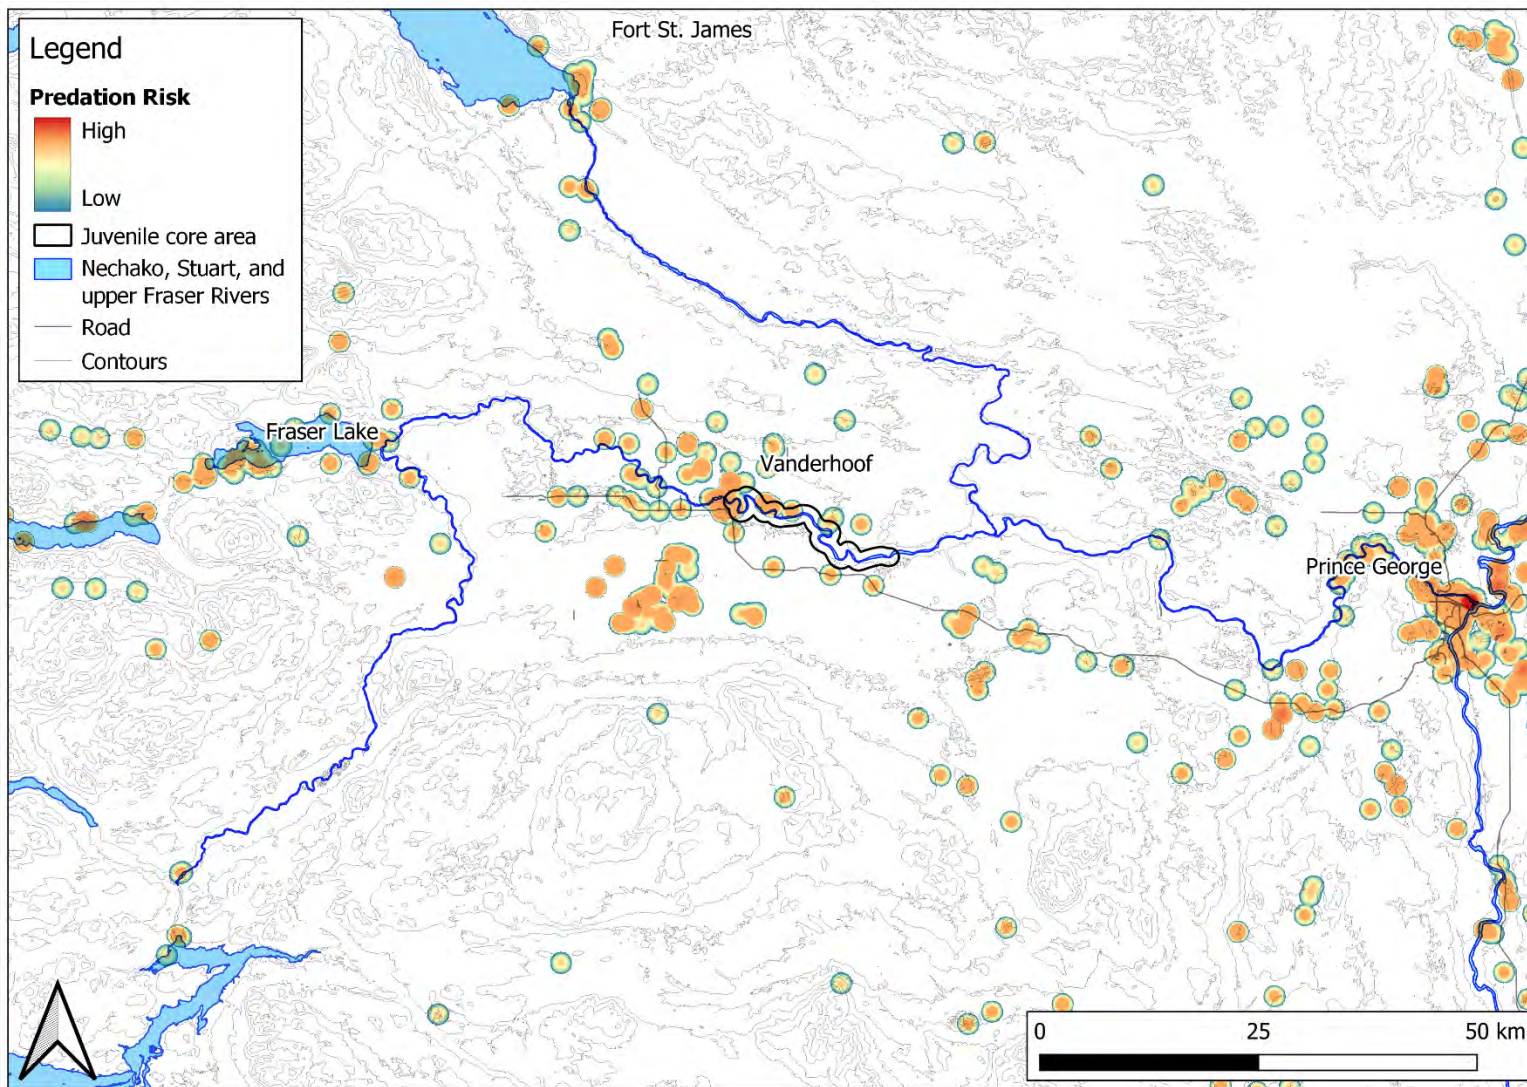 Fort St. James
Legend
Predation Risk
High
Low
Juvenile core area
Nechako, Stuart, and
upper Fraser Rivers
Road
Contours
Fraser Lake
Vanderhoof
Prince George
0 25 50 km